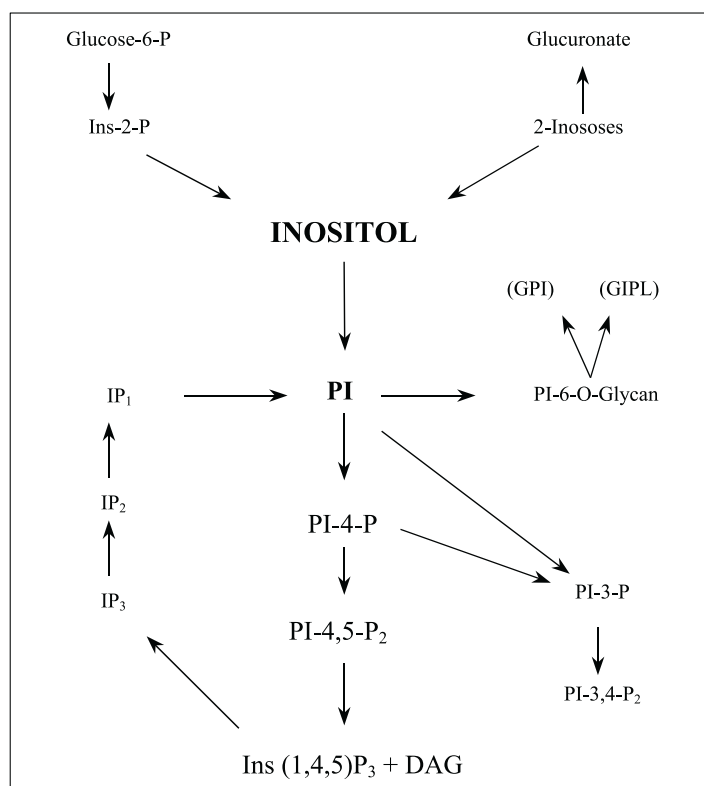 Glucose-6-P
Glucuronate
Ins-2-P
2-Inososes
INOSITOL
(GPI)
(GIPL)
IP₁
PI
PI-6-O-Glycan
IP₂
PI-4-P
IP₃
PI-3-P
PI-4,5-P₂
PI-3,4-P₂
Ins (1,4,5)P₃ + DAG